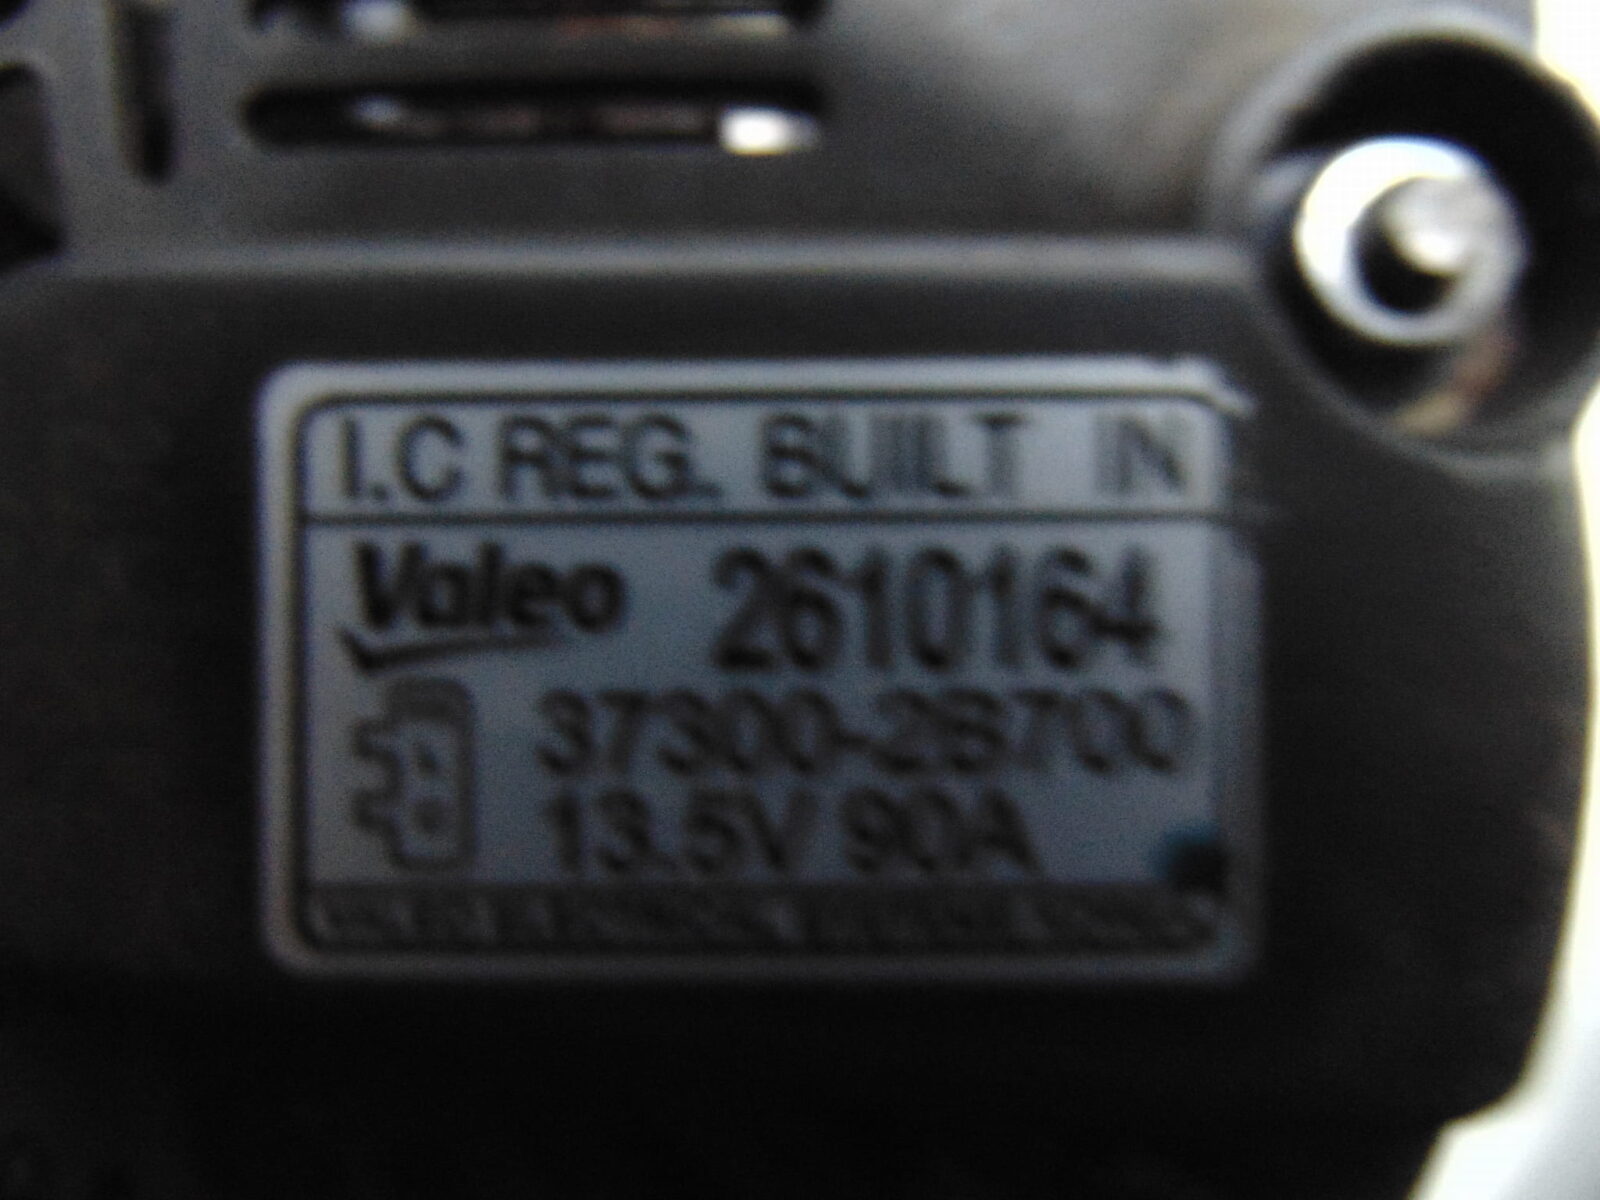 I.C REG. BUILT IN
Valeo 2610164
37300-2B700
13.5V 90A